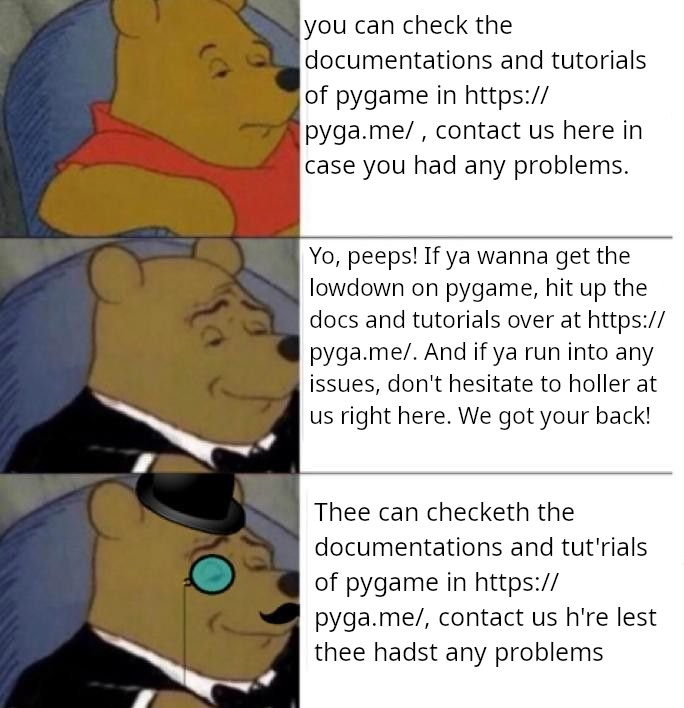 you can check the
documentations and tutorials
of pygame in https://
pyga.me/ , contact us here in
case you had any problems.
Yo, peeps! If ya wanna get the
lowdown on pygame, hit up the
docs and tutorials over at https://
pyga.me/. And if ya run into any
issues, don't hesitate to holler at
us right here. We got your back!
Thee can checketh the
documentations and tut'rials
of pygame in https://
pyga.me/, contact us h're lest
thee hadst any problems